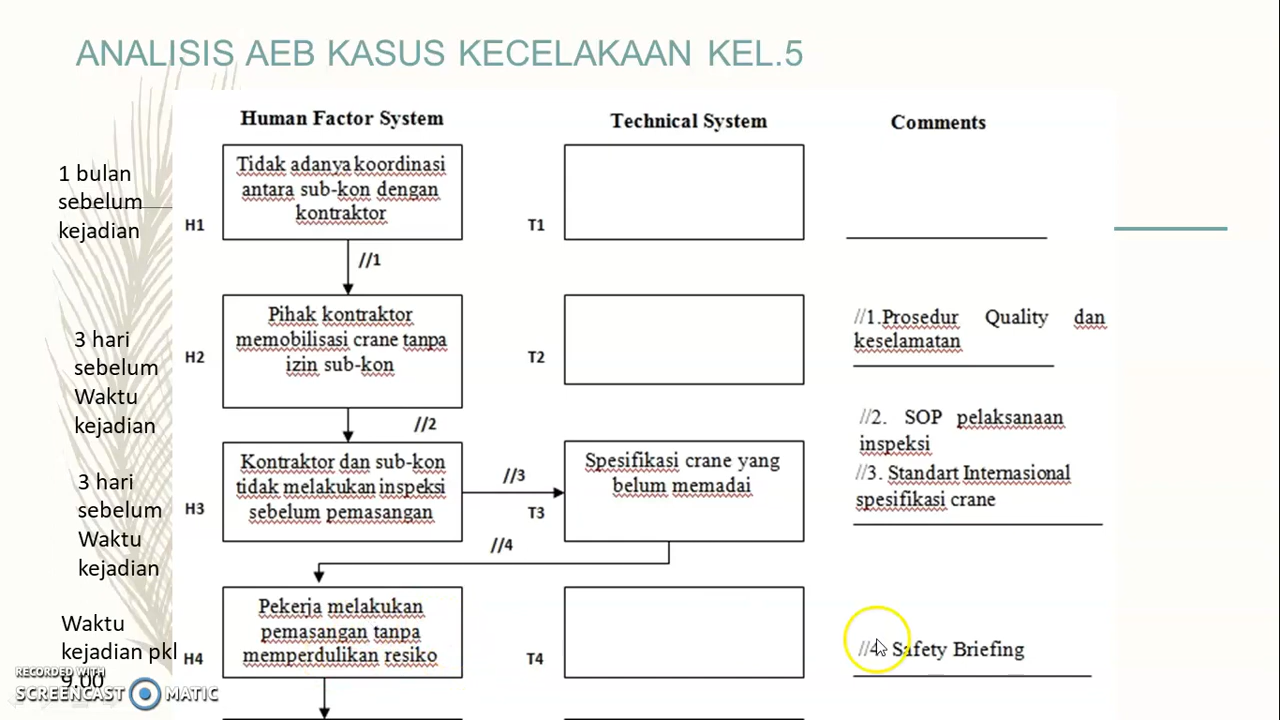 ANALISIS AEB KASUS KECELAKAAN KEL.5
Human Factor System
Technical System
Comments
1 bulan
sebelum
kejadian
H1
Tidak adanya koordinasi
antara sub-kon dengan
kontraktor
T1
//1
3 hari
sebelum
Waktu
kejadian
H2
Pihak kontraktor
memobilisasi crane tanpa
izin sub-kon
T2
//1.Prosedur Quality dan
keselamatan
//2
3 hari
sebelum
Waktu
kejadian
H3
Kontraktor dan sub-kon
tidak melakukan inspeksi
sebelum pemasangan
//3
T3
Spesifikasi crane yang
belum memadai
//2. SOP pelaksanaan
inspeksi
//3. Standart Internasional
spesifikasi crane
//4
Waktu
kejadian pkl
9.00
H4
Pekerja melakukan
pemasangan tanpa
memperdulikan resiko
T4
//4. Safety Briefing
RECORDED WITH
SCREENCAST MATIC